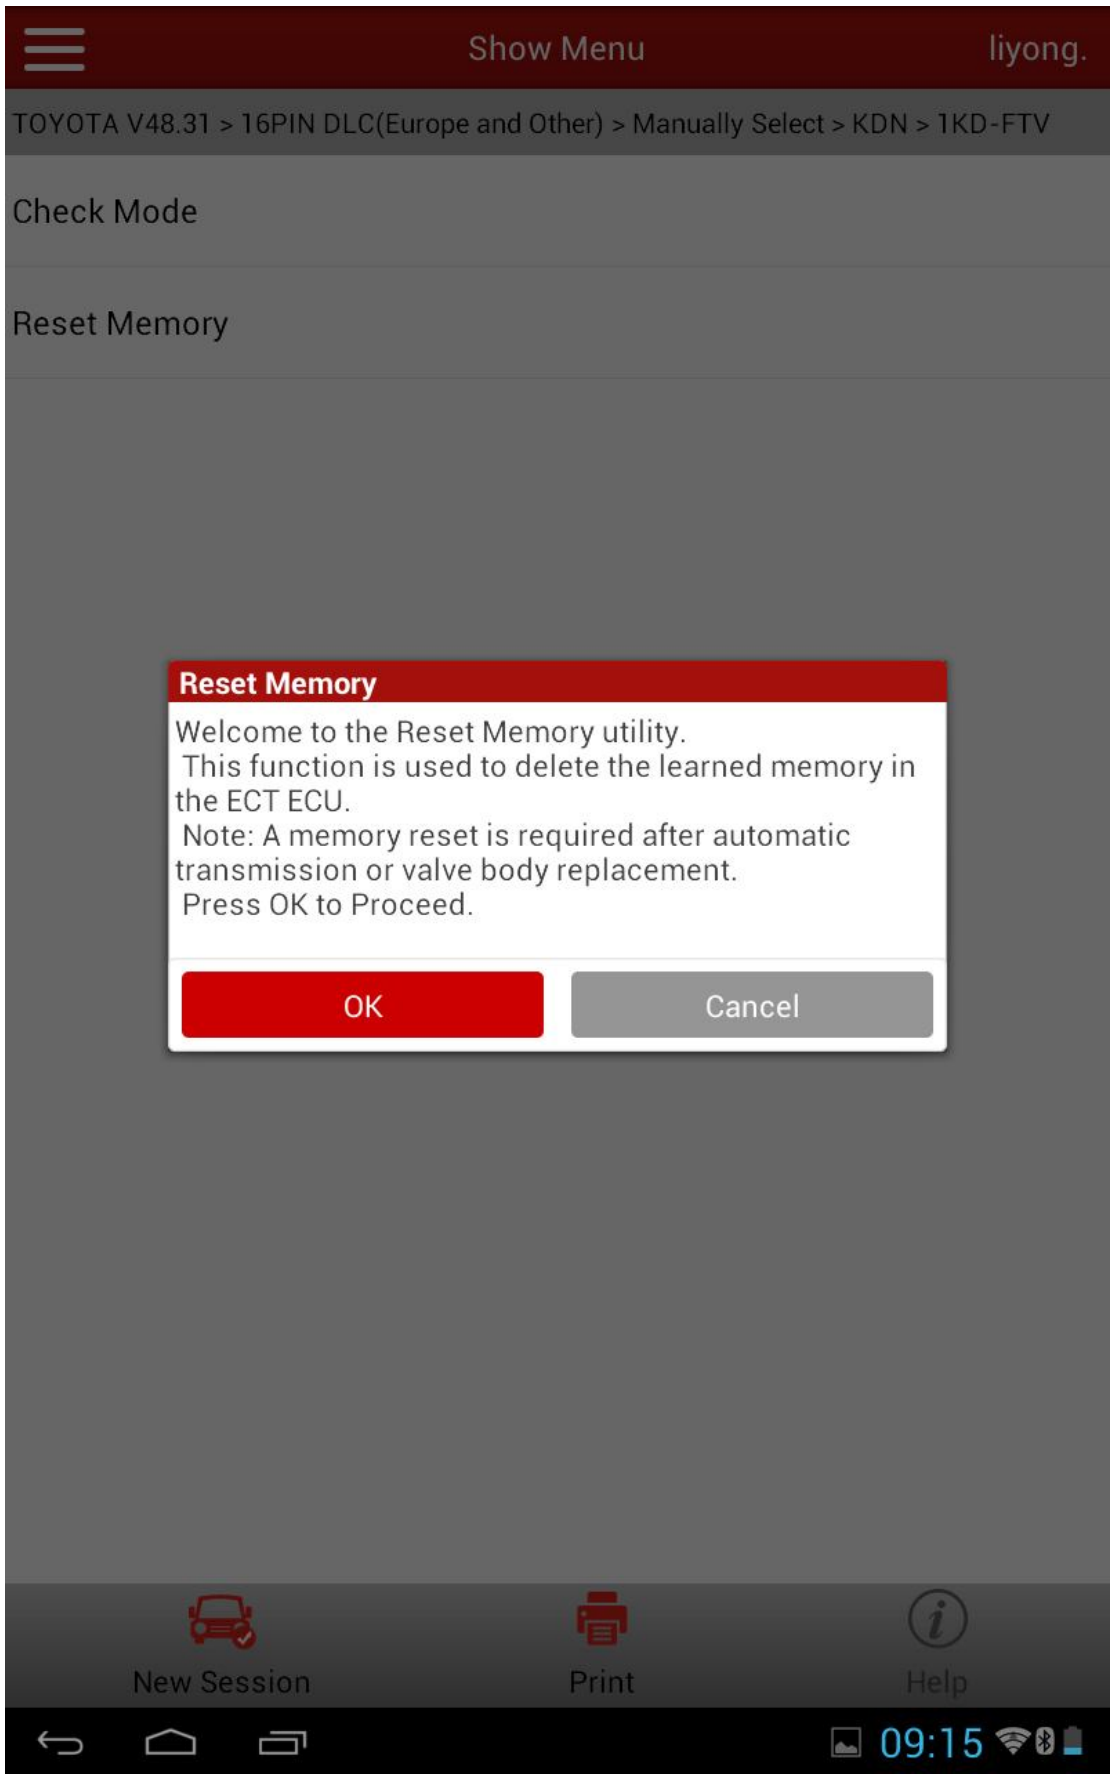 Show Menu
liyong.
TOYOTA V48.31 > 16PIN DLC(Europe and Other) > Manually Select > KDN > 1KD-FTV
Check Mode
Reset Memory
Reset Memory
Welcome to the Reset Memory utility.
This function is used to delete the learned memory in
the ECT ECU.
Note: A memory reset is required after automatic
transmission or valve body replacement.
Press OK to Proceed.
OK
Cancel
New Session
Print
Help
09:15